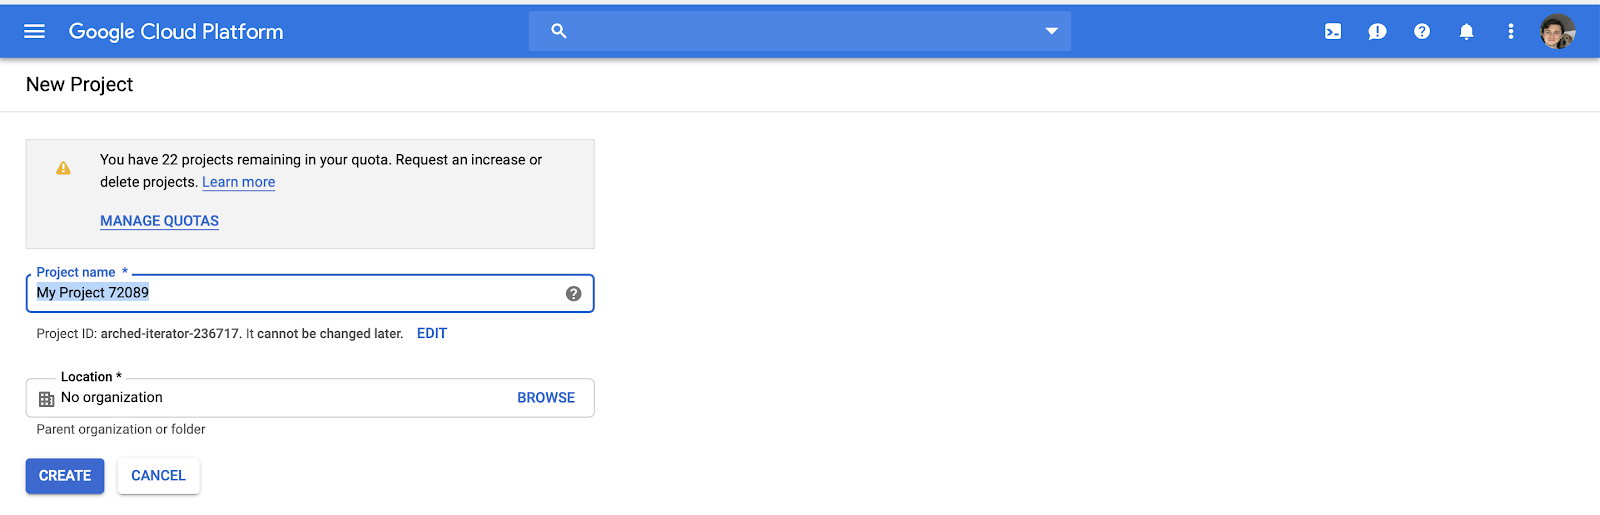 Google Cloud Platform
New Project
You have 22 projects remaining in your quota. Request an increase or
delete projects. Learn more
MANAGE QUOTAS
Project name *
My Project 72089
Project ID: arched-iterator-236717. It cannot be changed later. EDIT
Location *
No organization BROWSE
Parent organization or folder
CREATE CANCEL